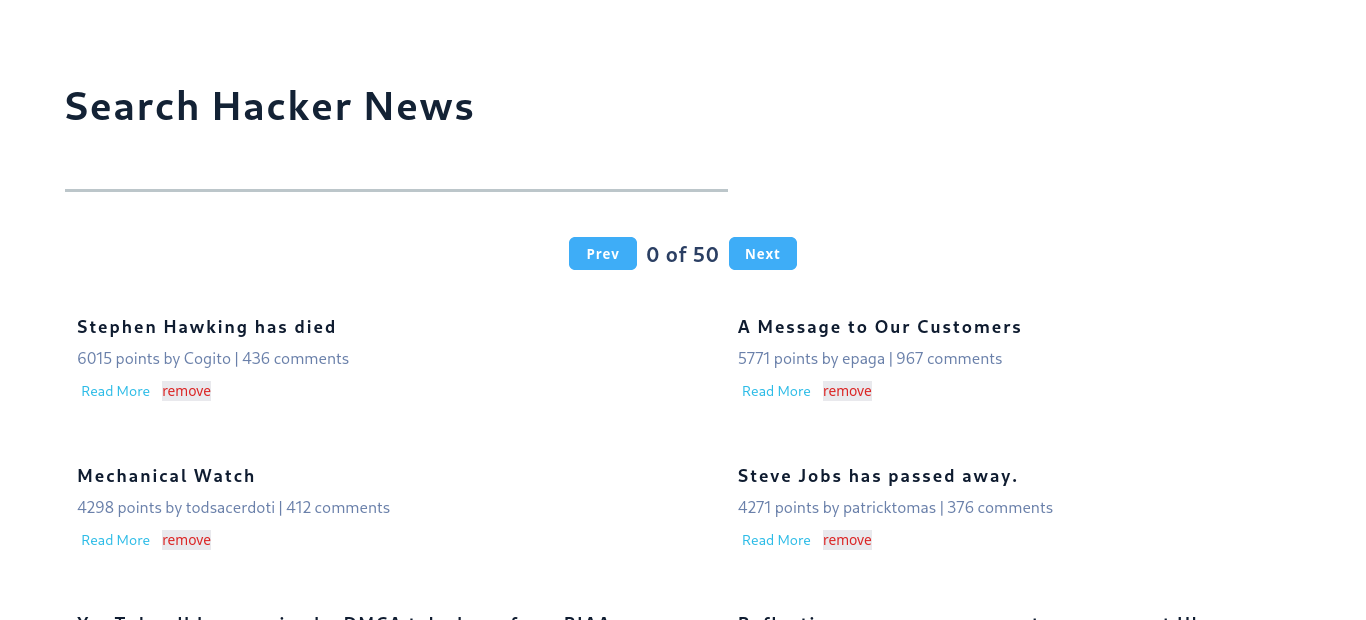 Search Hacker News
Prev 0 of 50 Next
Stephen Hawking has died
6015 points by Cogito | 436 comments
Read More remove
A Message to Our Customers
5771 points by epaga | 967 comments
Read More remove
Mechanical Watch
4298 points by todsacerdoti | 412 comments
Read More remove
Steve Jobs has passed away.
4271 points by patricktomas | 376 comments
Read More remove